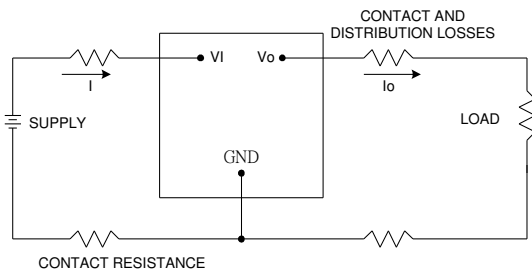 CONTACT AND
DISTRIBUTION LOSSES
VI
Vo
I
Io
SUPPLY
LOAD
GND
CONTACT RESISTANCE